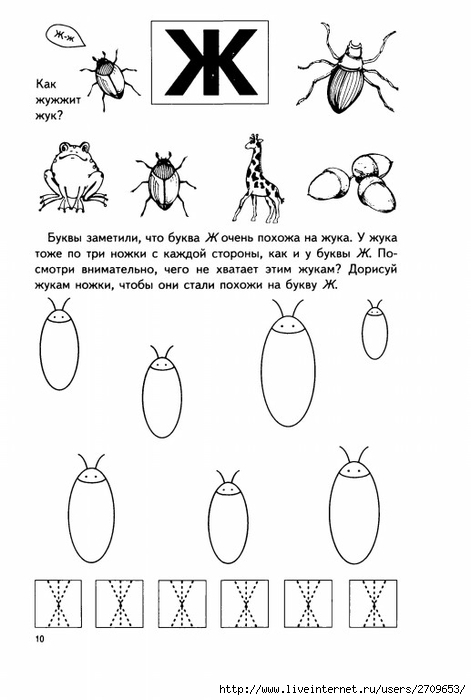 Ж-ж
Ж
Как
жужжит
жук?
Буквы заметили, что буква Ж очень похожа на жука. У жука
тоже по три ножки с каждой стороны, как и у буквы Ж. По-
смотри внимательно, чего не хватает этим жукам? Дорисуй
жукам ножки, чтобы они стали похожи на букву Ж.
Ж Ж Ж Ж Ж Ж
10
http://www.liveinternet.ru/users/2709653/